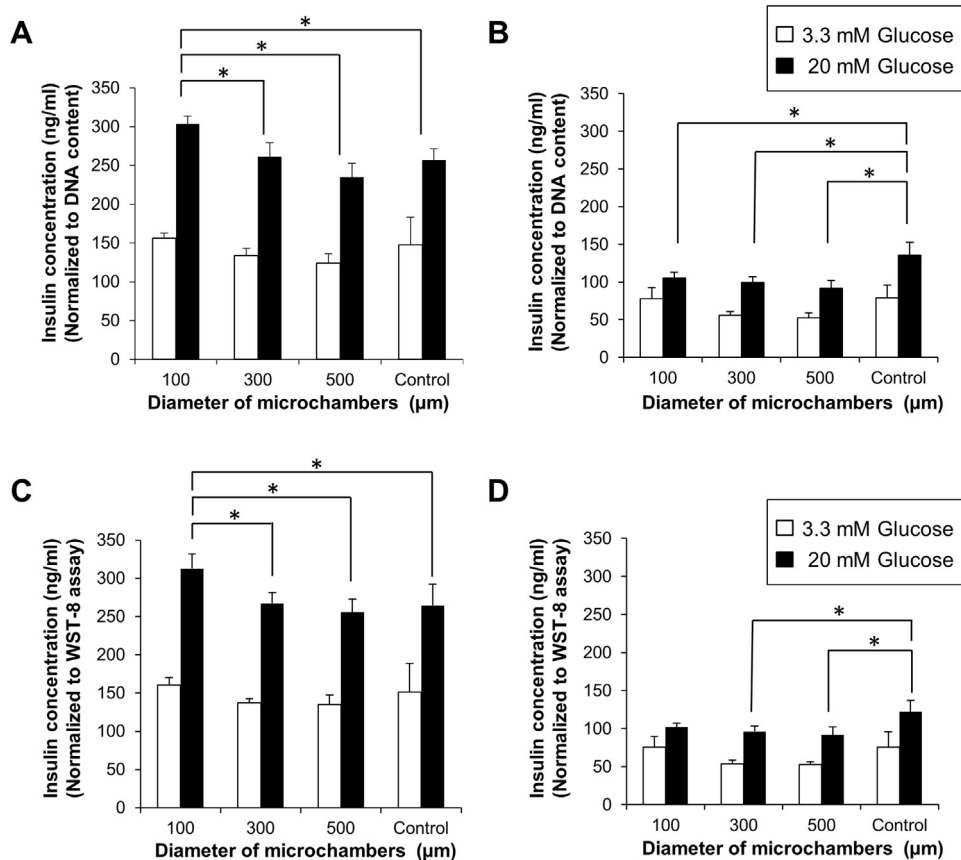 A
*
*
*
Insulin concentration (ng/ml)
(Normalized to DNA content)
350
300
250
200
150
100
50
0
100 300 500 Control
Diameter of microchambers (µm)
B
3.3 mM Glucose
20 mM Glucose
*
*
*
Insulin concentration (ng/ml)
(Normalized to DNA content)
350
300
250
200
150
100
50
0
100 300 500 Control
Diameter of microchambers (µm)
C
*
*
*
Insulin concentration (ng/ml)
(Normalized to WST-8 assay)
350
300
250
200
150
100
50
0
100 300 500 Control
Diameter of microchambers (µm)
D
3.3 mM Glucose
20 mM Glucose
*
*
Insulin concentration (ng/ml)
(Normalized to WST-8 assay)
350
300
250
200
150
100
50
0
100 300 500 Control
Diameter of microchambers (µm)